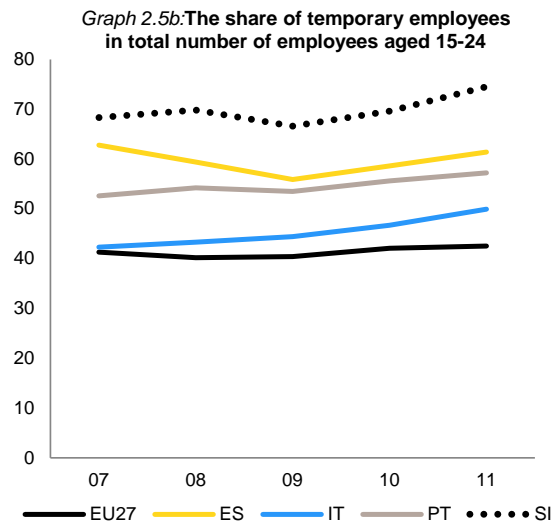 Graph 2.5b:The share of temporary employees
in total number of employees aged 15-24
80
70
60
50
40
30
20
10
0
07 08 09 10 11
EU27 ES IT PT SI